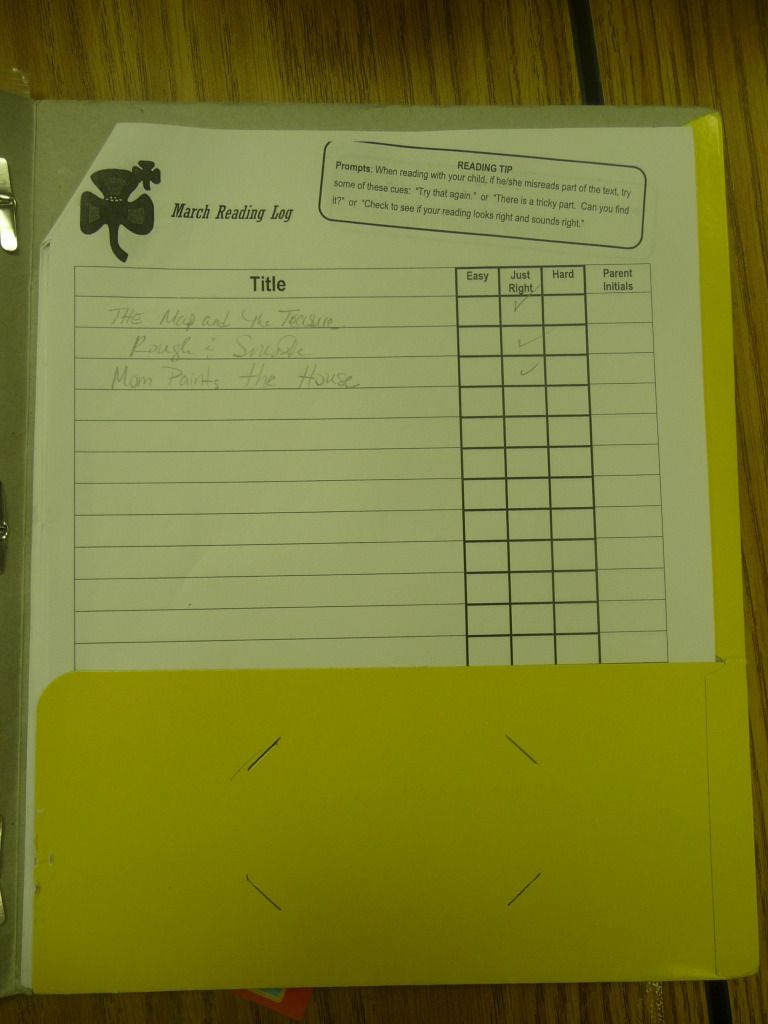 READING TIP
Prompts: When reading with your child, if he/she misreads part of the text, try
some of these cues: "Try that again." or "There is a tricky part. Can you find
it?" or "Check to see if your reading looks right and sounds right."
March Reading Log
Title Easy Just Right Hard Parent Initials
THE Map and the
Rough &
Mom Paints the House